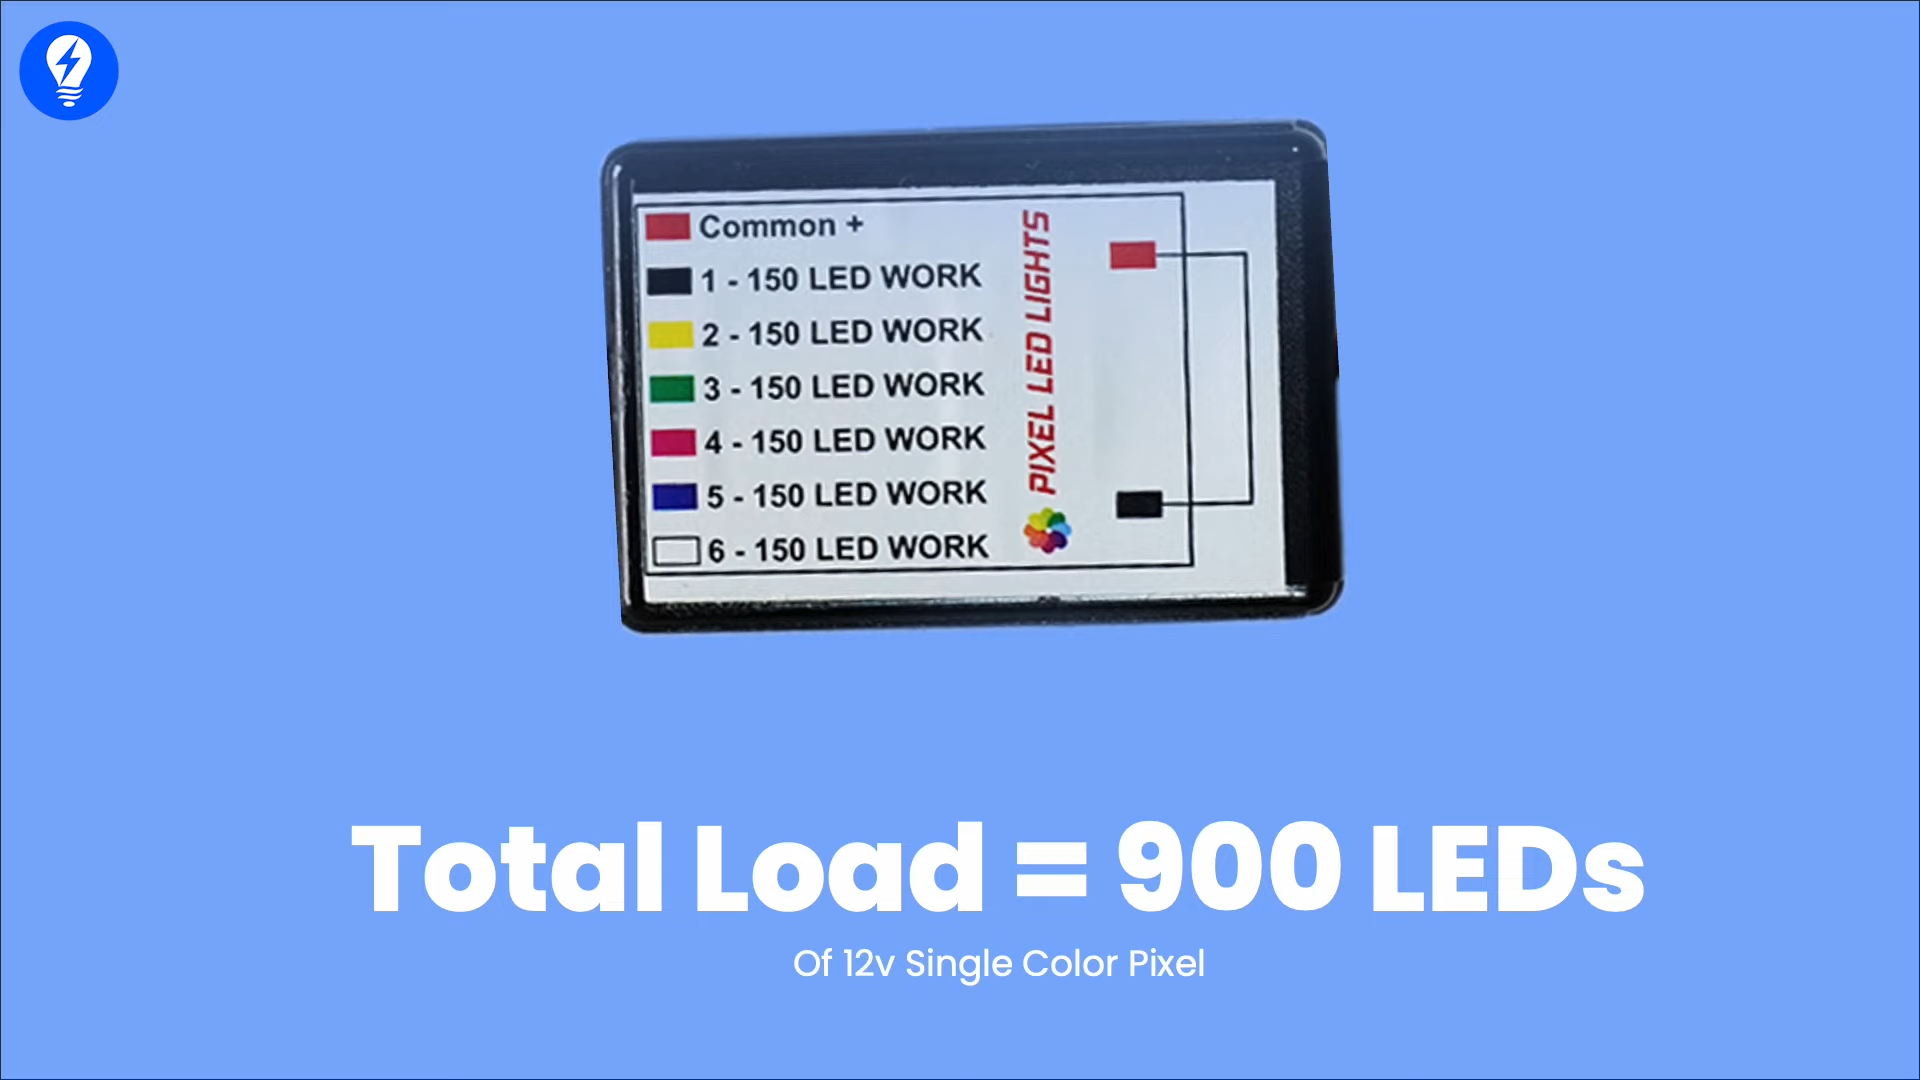 Common +
1 - 150 LED WORK
2 - 150 LED WORK
3 - 150 LED WORK
4 - 150 LED WORK
5 - 150 LED WORK
6 - 150 LED WORK
PIXEL LED LIGHTS
Total Load = 900 LEDs
Of 12v Single Color Pixel